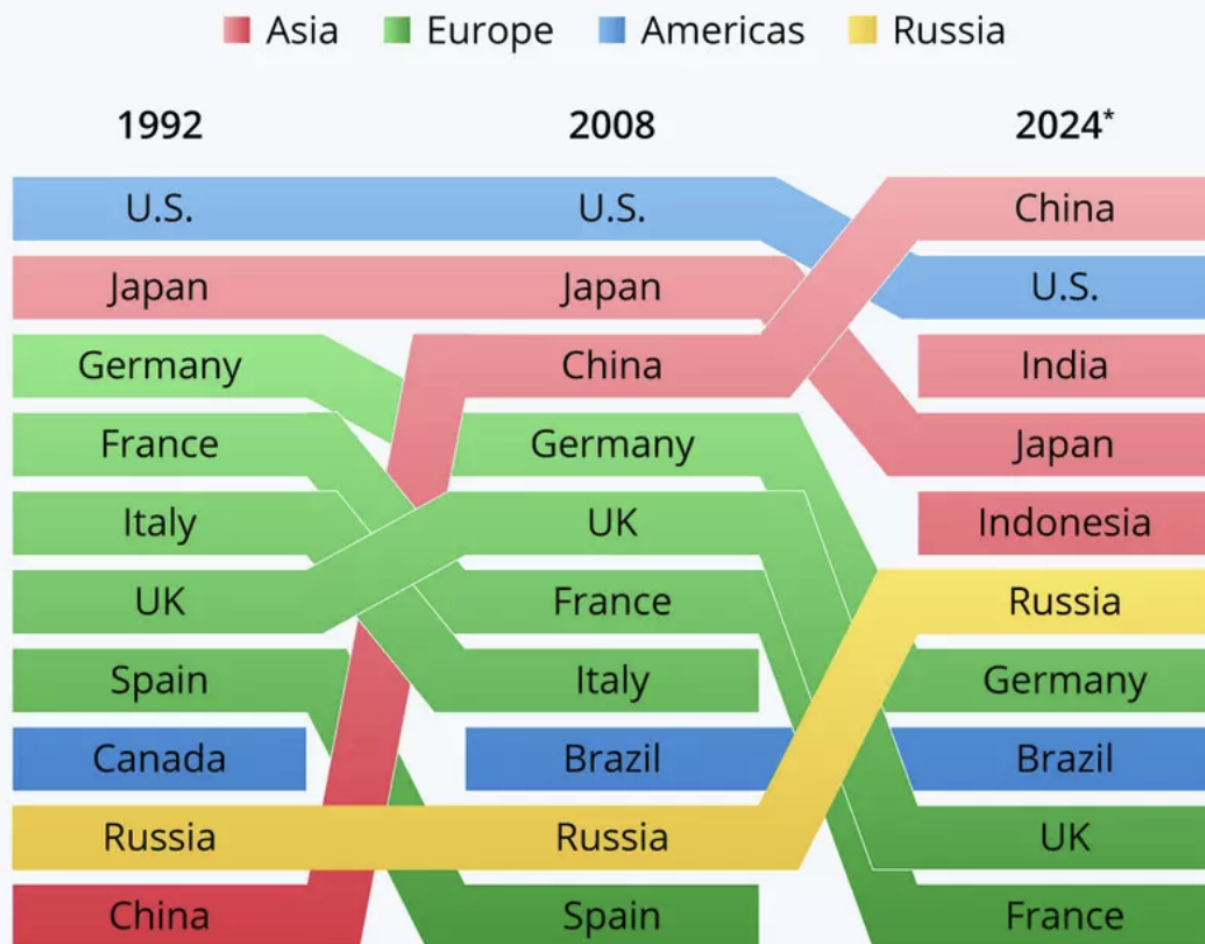 Asia Europe Americas Russia
1992 2008 2024*
U.S. U.S. China
Japan Japan U.S.
Germany China India
France Germany Japan
Italy UK Indonesia
UK France Russia
Spain Italy Germany
Canada Brazil Brazil
Russia Russia UK
China Spain France